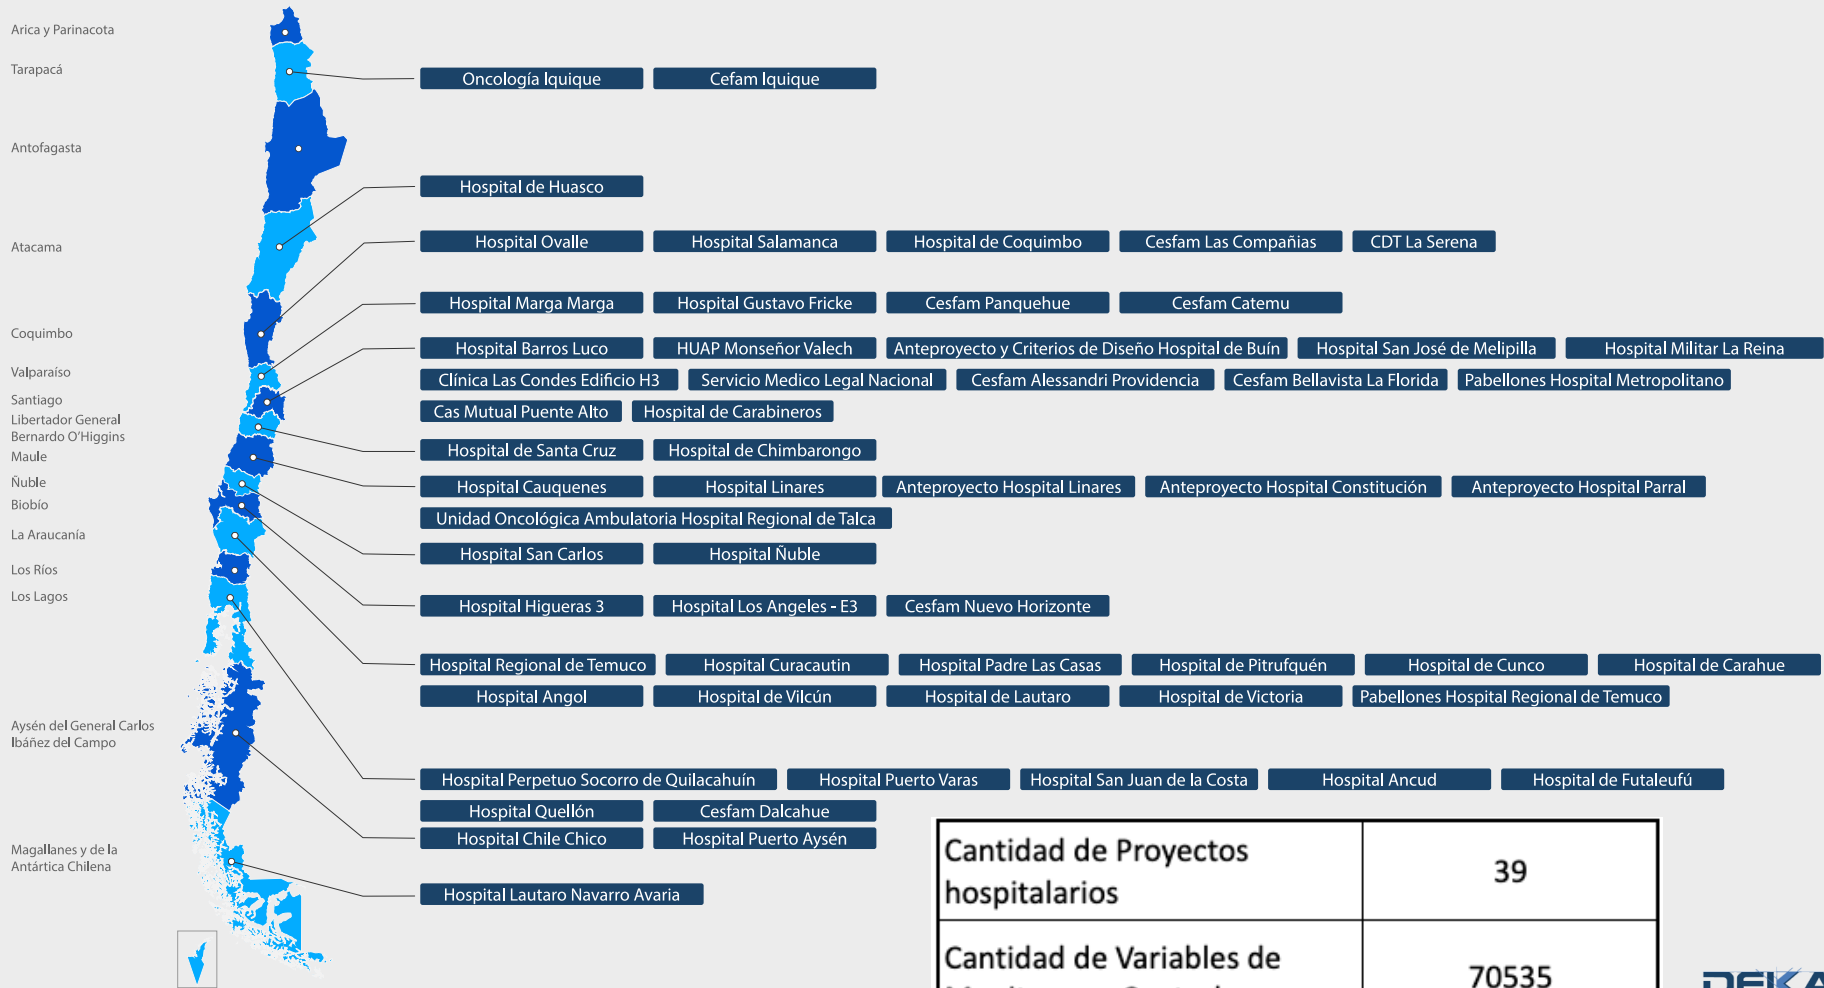 Arica y Parinacota
Tarapacá
Oncología Iquique
Cefam Iquique
Antofagasta
Hospital de Huasco
Atacama
Hospital Ovalle
Hospital Salamanca
Hospital de Coquimbo
Cesfam Las Compañias
CDT La Serena
Coquimbo
Hospital Marga Marga
Hospital Gustavo Fricke
Cesfam Panquehue
Cesfam Catemu
Valparaíso
Santiago
Hospital Barros Luco
HUAP Monseñor Valech
Anteproyecto y Criterios de Diseño Hospital de Buín
Hospital San José de Melipilla
Hospital Militar La Reina
Clínica Las Condes Edificio H3
Servicio Medico Legal Nacional
Cesfam Alessandri Providencia
Cesfam Bellavista La Florida
Pabellones Hospital Metropolitano
Cas Mutual Puente Alto
Hospital de Carabineros
Libertador General
Bernardo O'Higgins
Hospital de Santa Cruz
Hospital de Chimbarongo
Maule
Hospital Cauquenes
Hospital Linares
Anteproyecto Hospital Linares
Anteproyecto Hospital Constitución
Anteproyecto Hospital Parral
Unidad Oncológica Ambulatoria Hospital Regional de Talca
Ñuble
Hospital San Carlos
Hospital Ñuble
Biobío
Hospital Higueras 3
Hospital Los Angeles - E3
Cesfam Nuevo Horizonte
La Araucanía
Hospital Regional de Temuco
Hospital Curacautin
Hospital Padre Las Casas
Hospital de Pitrufquén
Hospital de Cunco
Hospital de Carahue
Hospital Angol
Hospital de Vilcún
Hospital de Lautaro
Hospital de Victoria
Pabellones Hospital Regional de Temuco
Los Ríos
Los Lagos
Hospital Perpetuo Socorro de Quilacahuín
Hospital Puerto Varas
Hospital San Juan de la Costa
Hospital Ancud
Hospital de Futaleufú
Hospital Quellón
Cesfam Dalcahue
Aysén del General Carlos
Ibáñez del Campo
Hospital Chile Chico
Hospital Puerto Aysén
Magallanes y de la
Antártica Chilena
Hospital Lautaro Navarro Avaria
Cantidad de Proyectos
hospitalarios
39
Cantidad de Variables de
70535